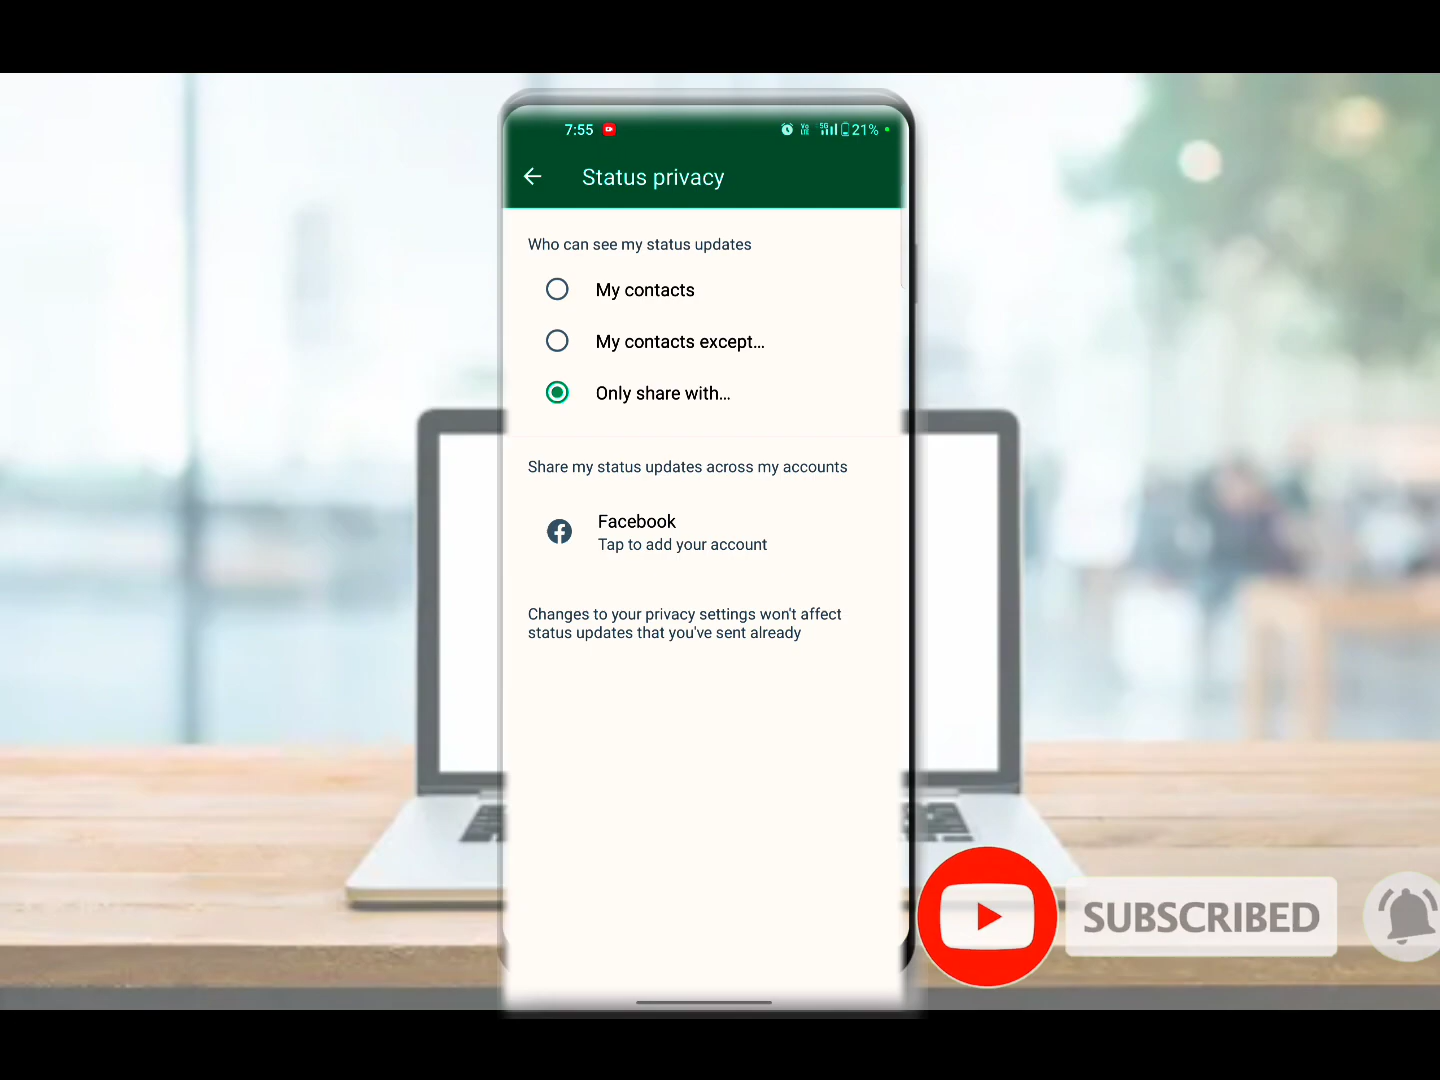 7:55 5G 21%
Status privacy
Who can see my status updates
My contacts
My contacts except...
Only share with...
Share my status updates across my accounts
Facebook
Tap to add your account
Changes to your privacy settings won't affect
status updates that you've sent already
SUBSCRIBED